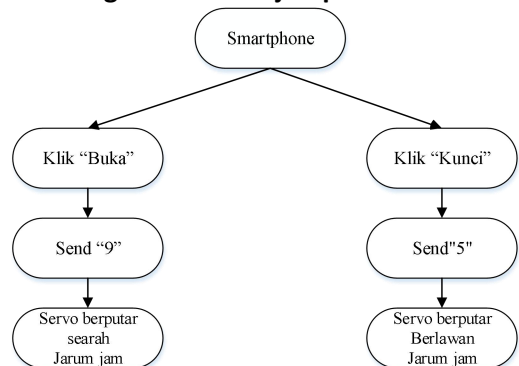 Smartphone
Klik “Buka”
Klik “Kunci”
Send “9”
Send"5"
Servo berputar
searah
Jarum jam
Servo berputar
Berlawan
Jarum jam